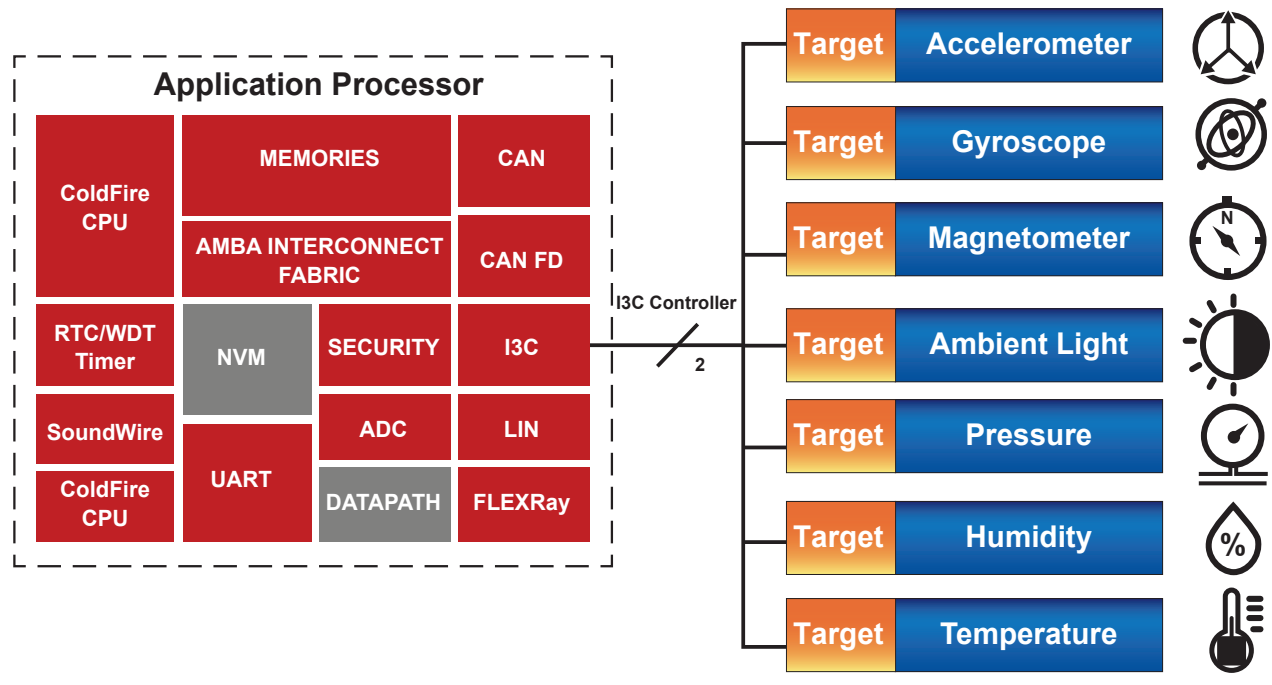 Application Processor
ColdFire
CPU
MEMORIES
CAN
AMBA INTERCONNECT
FABRIC
CAN FD
RTC/WDT
Timer
NVM
SECURITY
I3C
SoundWire
ADC
LIN
UART
ColdFire
CPU
DATAPATH
FLEXRay
I3C Controller
2
Target Accelerometer
Target Gyroscope
Target Magnetometer
N
Target Ambient Light
Target Pressure
Target Humidity
%
Target Temperature